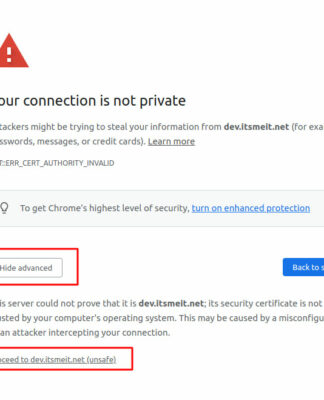 our connection is not private
tackers might be trying to steal your information from dev.itsmeit.net (for exa
sswords, messages, or credit cards). Learn more
T::ERR_CERT_AUTHORITY_INVALID
To get Chrome's highest level of security, turn on enhanced protection
Hide advanced
Back to s
is server could not prove that it is dev.itsmeit.net; its security certificate is not
usted by your computer's operating system. This may be caused by a misconfigu
an attacker intercepting your connection.
oceed to dev.itsmeit.net (unsafe)